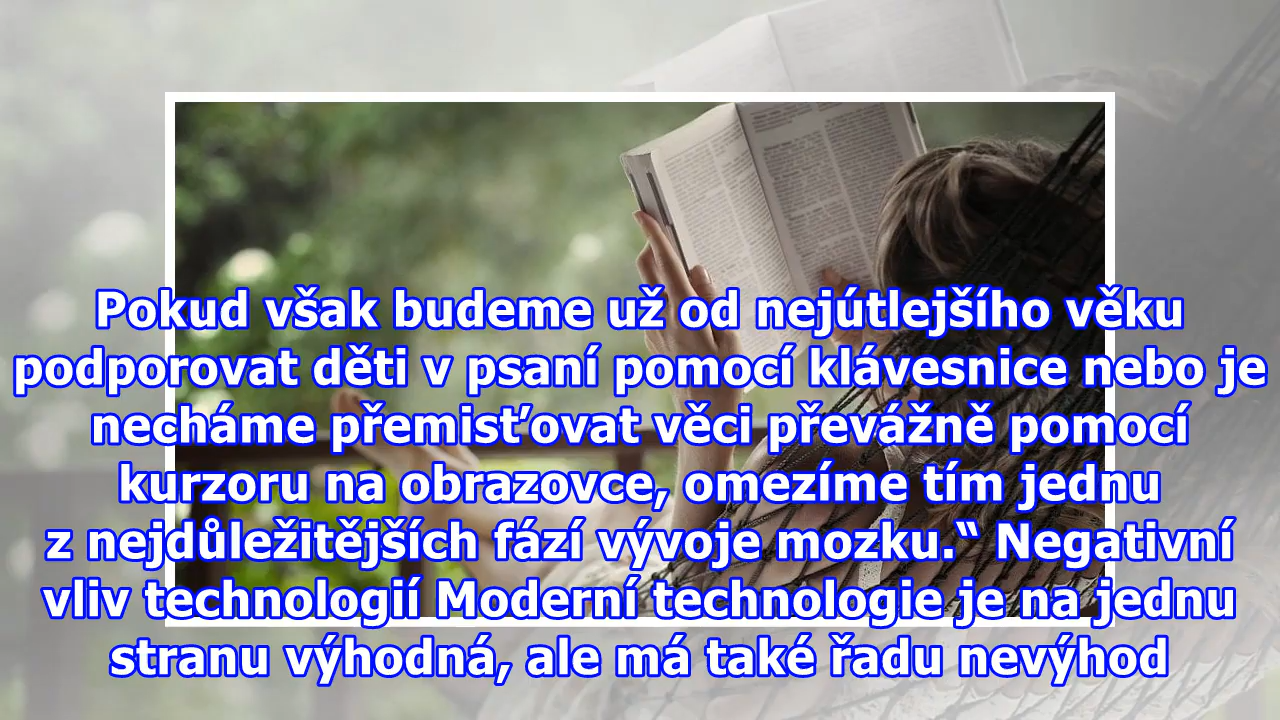 Pokud však budeme už od nejútlejšího věku
podporovat děti v psaní pomocí klávesnice nebo je
necháme přemisťovat věci převážně pomocí
kurzoru na obrazovce, omezíme tím jednu
z nejdůležitějších fází vývoje mozku.“ Negativní
vliv technologií Moderní technologie je na jednu
stranu výhodná, ale má také řadu nevýhod